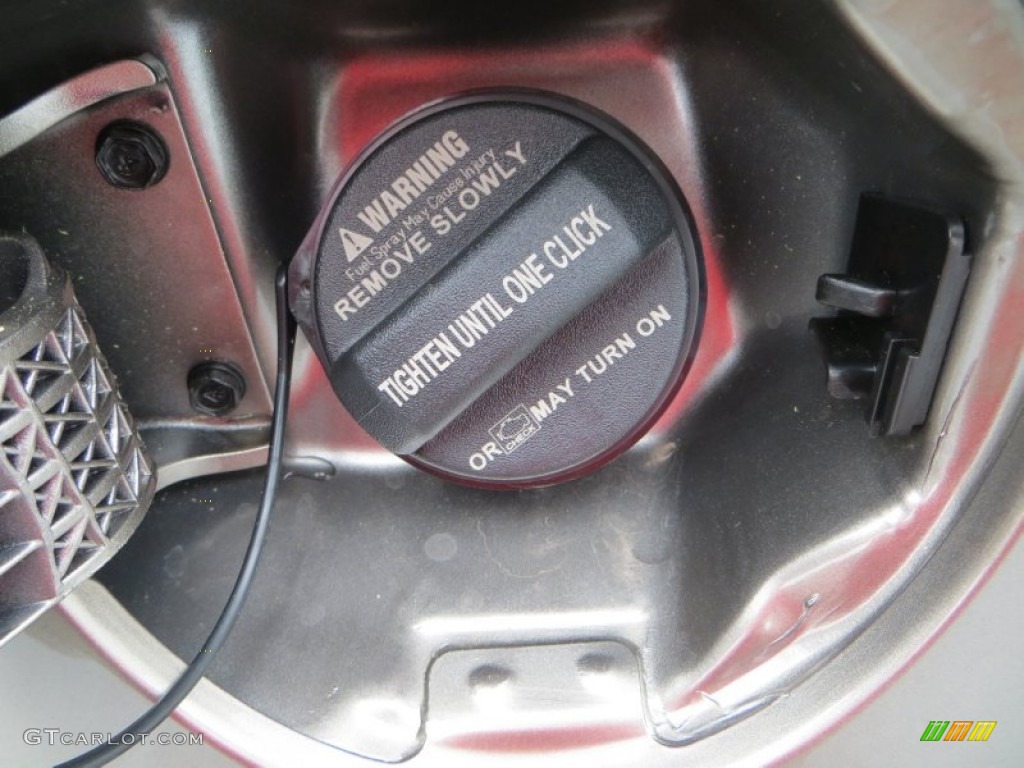 WARNING
Fuel Spray May Cause Injury
REMOVE SLOWLY
TIGHTEN UNTIL ONE CLICK
OR CHECK MAY TURN ON
GTCARLOT.COM